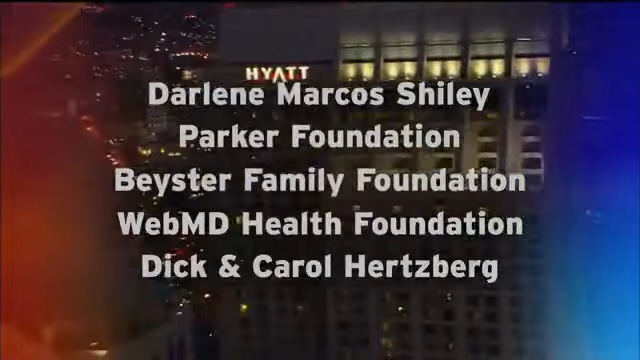 HYATT
Darlene Marcos Shiley
Parker Foundation
Beyster Family Foundation
WebMD Health Foundation
Dick & Carol Hertzberg